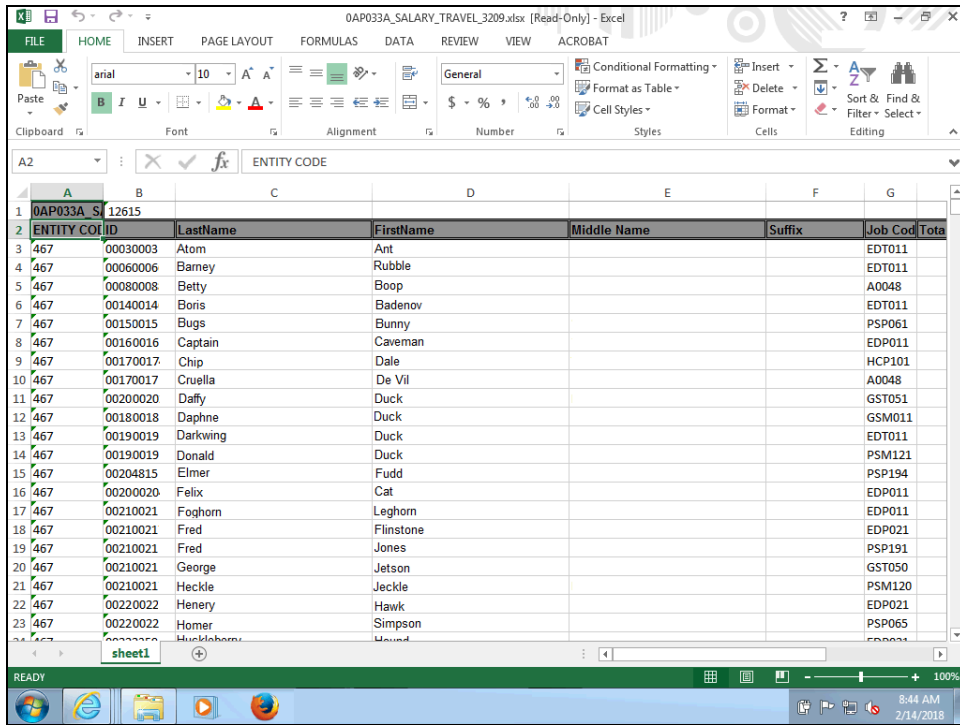 0AP033A_SALARY_TRAVEL_3209.xlsx [Read-Only] - Excel
FILE HOME INSERT PAGE LAYOUT FORMULAS DATA REVIEW VIEW ACROBAT
Paste
Clipboard
arial 10
B I U
Font
Alignment
General
$ % ,
Number
Conditional Formatting
Format as Table
Cell Styles
Styles
Insert
Delete
Format
Cells
Sort & Filter
Find & Select
Editing
A2 fx ENTITY CODE
A B C D E F G
1 0AP033A_SA 12615
2 ENTITY COD ID LastName FirstName Middle Name Suffix Job Cod Tota
3 467 00030003 Atom Ant EDT011
4 467 00060006 Barney Rubble EDT011
5 467 00080008 Betty Boop A0048
6 467 00140014 Boris Badenov EDT011
7 467 00150015 Bugs Bunny PSP061
8 467 00160016 Captain Caveman EDP011
9 467 00170017 Chip Dale HCP101
10 467 00170017 Cruella De Vil A0048
11 467 00200020 Daffy Duck GST051
12 467 00180018 Daphne Duck GSM011
13 467 00190019 Darkwing Duck EDT011
14 467 00190019 Donald Duck PSM121
15 467 00204815 Elmer Fudd PSP194
16 467 00200020 Felix Cat EDP011
17 467 00210021 Foghorn Leghorn EDP011
18 467 00210021 Fred Flinstone EDP021
19 467 00210021 Fred Jones PSP191
20 467 00210021 George Jetson GST050
21 467 00210021 Heckle Jeckle PSM120
22 467 00220022 Henery Hawk EDP021
23 467 00220022 Homer Simpson PSP065
sheet1
READY 100%
8:44 AM
2/14/2018